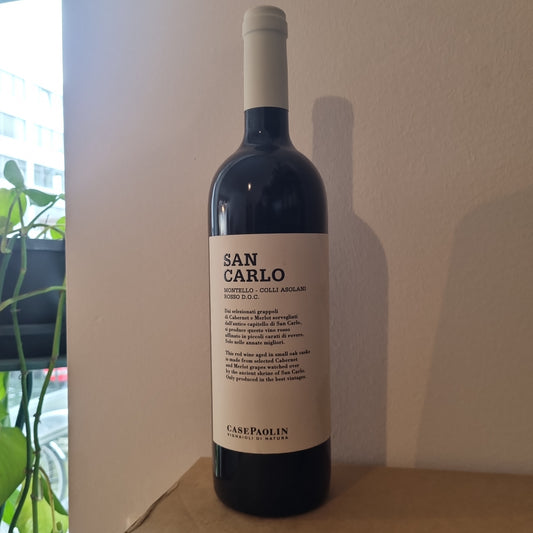 SAN
CARLO
MONTELLO - COLLI ASOLANI
ROSSO D.O.C.
Dai selezionati grappoli
di Cabernet e Merlot sorvegliati
dall'antico capitello di San Carlo,
si produce questo vino rosso
affinato in piccoli carati di rovere.
Solo nelle annate migliori.
This red wine aged in small oak casks
is made from selected Cabernet
and Merlot grapes watched over
by the ancient shrine of San Carlo.
Only produced in the best vintages.
CASEPAOLIN
VIGNAIOLI DI NATURA